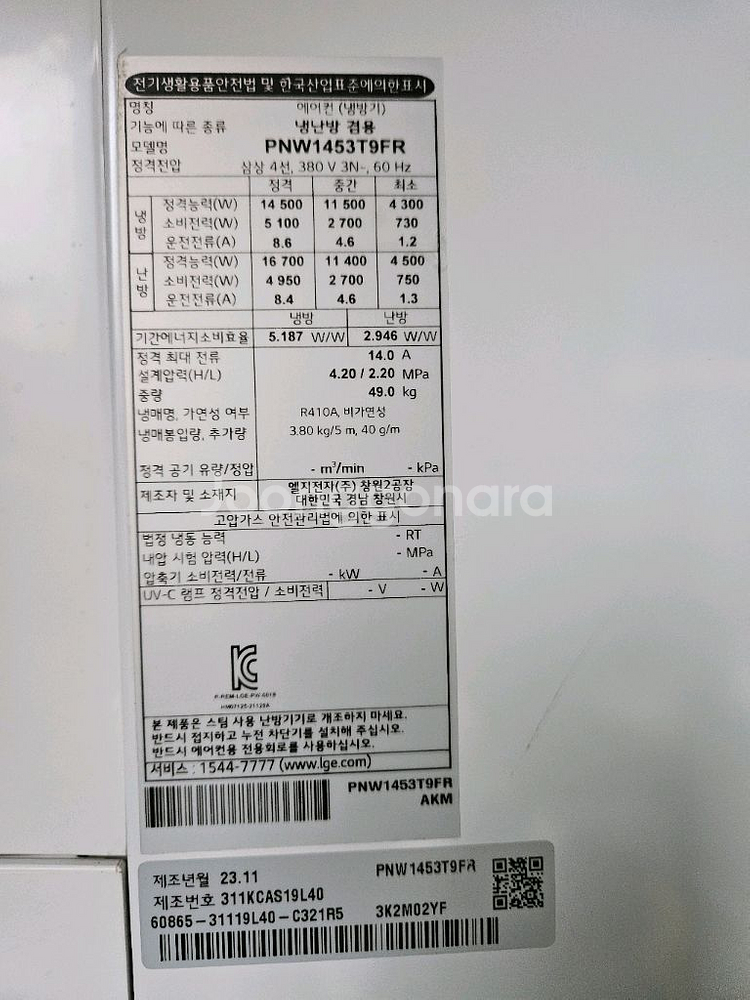 전기생활용품안전법 및 한국산업표준에의한표시
명칭 에어컨 (냉방기)
기능에 따른 종류 냉난방 겸용
모델명 PNW1453T9FR
정격전압 삼상 4선, 380 V 3N~, 60 Hz
정격 중간 최소
냉방 정격능력(W) 14 500 11 500 4 300
소비전력(W) 5 100 2 700 730
운전전류(A) 8.6 4.6 1.2
난방 정격능력(W) 16 700 11 400 4 500
소비전력(W) 4 950 2 700 750
운전전류(A) 8.4 4.6 1.3
냉방 난방
기간에너지소비효율 5.187 W/W 2.946 W/W
정격 최대 전류 14.0 A
설계압력(H/L) 4.20 / 2.20 MPa
중량 49.0 kg
냉매명, 가연성 여부 R410A, 비가연성
냉매봉입량, 추가량 3.80 kg/5 m, 40 g/m
정격 공기 유량/정압 - m³/min - kPa
제조자 및 소재지 엘지전자(주) 창원2공장
대한민국 경남 창원시
Joonggonara
고압가스 안전관리법에 의한 표시
법정 냉동 능력 - RT
내압 시험 압력(H/L) - MPa
압축기 소비전력/전류 - kW - A
UV-C 램프 정격전압 / 소비전력 - V - W
본 제품은 스팀 사용 난방기기로 개조하지 마세요.
반드시 접지하고 누전 차단기를 설치해 주십시오.
반드시 에어컨용 전용회로를 사용하십시오.
서비스 : 1544-7777 (www.lge.com)
PNW1453T9FR
AKM
제조년월 23.11 PNW1453T9FR
제조번호 311KCAS19L40
60865-31119L40-C321R5 3K2M02YF